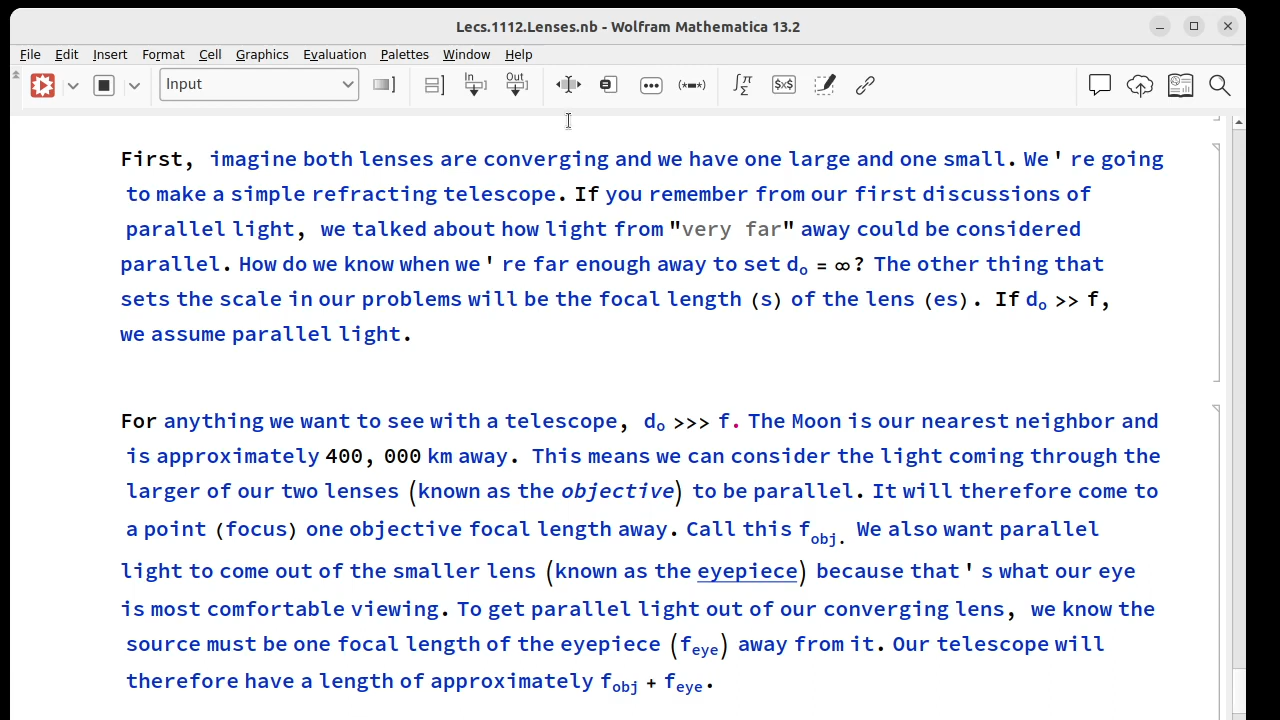 Lecs.1112.Lenses.nb - Wolfram Mathematica 13.2
File Edit Insert Format Cell Graphics Evaluation Palettes Window Help
Input In Out
First, imagine both lenses are converging and we have one large and one small. We ' re going
to make a simple refracting telescope. If you remember from our first discussions of
parallel light, we talked about how light from "very far" away could be considered
parallel. How do we know when we ' re far enough away to set dₒ = ∞? The other thing that
sets the scale in our problems will be the focal length (s) of the lens (es). If dₒ >> f,
we assume parallel light.
For anything we want to see with a telescope, dₒ >>> f. The Moon is our nearest neighbor and
is approximately 400, 000 km away. This means we can consider the light coming through the
larger of our two lenses (known as the objective) to be parallel. It will therefore come to
a point (focus) one objective focal length away. Call this f_obj. We also want parallel
light to come out of the smaller lens (known as the eyepiece) because that ' s what our eye
is most comfortable viewing. To get parallel light out of our converging lens, we know the
source must be one focal length of the eyepiece (f_eye) away from it. Our telescope will
therefore have a length of approximately f_obj + f_eye.